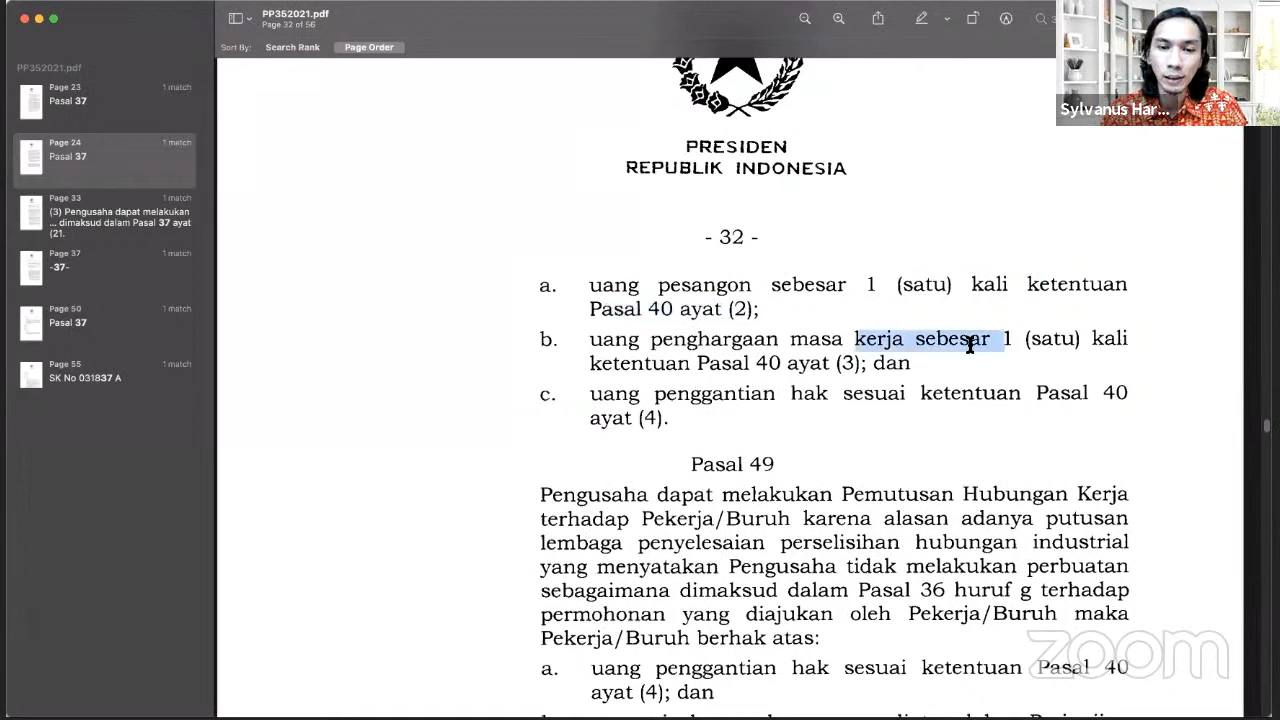 PP352021.pdf
Page 32 of 56
Sort By:
Search Rank
Page Order
PP352021.pdf
Page 23
1 match
Pasal 37
Page 24
1 match
Pasal 37
Page 33
1 match
(3) Pengusaha dapat melakukan
... dimaksud dalam Pasal 37 ayat
(21.
Page 37
1 match
-37-
Page 50
1 match
Pasal 37
Page 55
1 match
SK No 031837 A
Sylvanus Har...
PRESIDEN
REPUBLIK INDONESIA
- 32 -
a. uang pesangon sebesar 1 (satu) kali ketentuan
Pasal 40 ayat (2);
b. uang penghargaan masa kerja sebesar 1 (satu) kali
ketentuan Pasal 40 ayat (3); dan
c. uang penggantian hak sesuai ketentuan Pasal 40
ayat (4).
Pasal 49
Pengusaha dapat melakukan Pemutusan Hubungan Kerja
terhadap Pekerja/Buruh karena alasan adanya putusan
lembaga penyelesaian perselisihan hubungan industrial
yang menyatakan Pengusaha tidak melakukan perbuatan
sebagaimana dimaksud dalam Pasal 36 huruf g terhadap
permohonan yang diajukan oleh Pekerja/Buruh maka
Pekerja/Buruh berhak atas:
a. uang penggantian hak sesuai ketentuan Pasal 40
ayat (4); dan
zoom